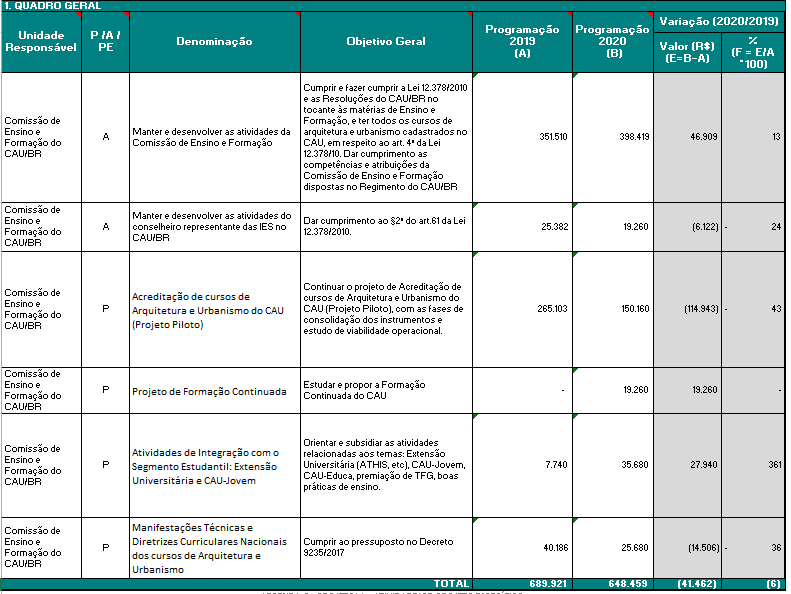 1. QUADRO GERAL
Unidade
Responsável
P /A /
PE
Denominação
Objetivo Geral
Programação
2019
(A)
Programação
2020
(B)
Variação (2020/2019)
Valor (R$)
(E=B-A)
%
(F = E/A
*100)
Comissão de
Ensino e
Formação do
CAU/BR
A
Manter e desenvolver as atividades da
Comissão de Ensino e Formação
Cumprir e fazer cumprir a Lei 12.378/2010
e as Resoluções do CAU/BR no
tocante às matérias de Ensino e
Formação, e ter todos os cursos de
arquitetura e urbanismo cadastrados no
CAU, em respeito ao art. 4º da Lei
12.378/10. Dar cumprimento as
competências e atribuições da
Comissão de Ensino e Formação
dispostas no Regimento do CAU/BR
351.510
398.419
46.909
13
Comissão de
Ensino e
Formação do
CAU/BR
A
Manter e desenvolver as atividades do
conselheiro representante das IES no
CAU/BR
Dar cumprimento ao §2º do art.61 da Lei
12.378/2010.
25.382
19.260
(6.122)
- 24
Comissão de
Ensino e
Formação do
CAU/BR
P
Acreditação de cursos de
Arquitetura e Urbanismo do CAU
(Projeto Piloto)
Continuar o projeto de Acreditação de
cursos de Arquitetura e Urbanismo do
CAU (Projeto Piloto), com as fases de
consolidação dos instrumentos e
estudo de viabilidade operacional.
265.103
150.160
(114.943)
- 43
Comissão de
Ensino e
Formação do
CAU/BR
P
Projeto de Formação Continuada
Estudar e propor a Formação
Continuada do CAU
-
19.260
19.260
-
Comissão de
Ensino e
Formação do
CAU/BR
P
Atividades de Integração com o
Segmento Estudantil: Extensão
Universitária e CAU-Jovem
Orientar e subsidiar as atividades
relacionadas aos temas: Extensão
Universitária (ATHIS, etc), CAU-Jovem,
CAU-Educa, premiação de TFG, boas
práticas de ensino.
7.740
35.680
27.940
361
Comissão de
Ensino e
Formação do
CAU/BR
P
Manifestações Técnicas e
Diretrizes Curriculares Nacionais
dos cursos de Arquitetura e
Urbanismo
Cumprir ao pressuposto no Decreto
9235/2017
40.186
25.680
(14.506)
- 36
TOTAL
689.921
648.459
(41.462)
(6)